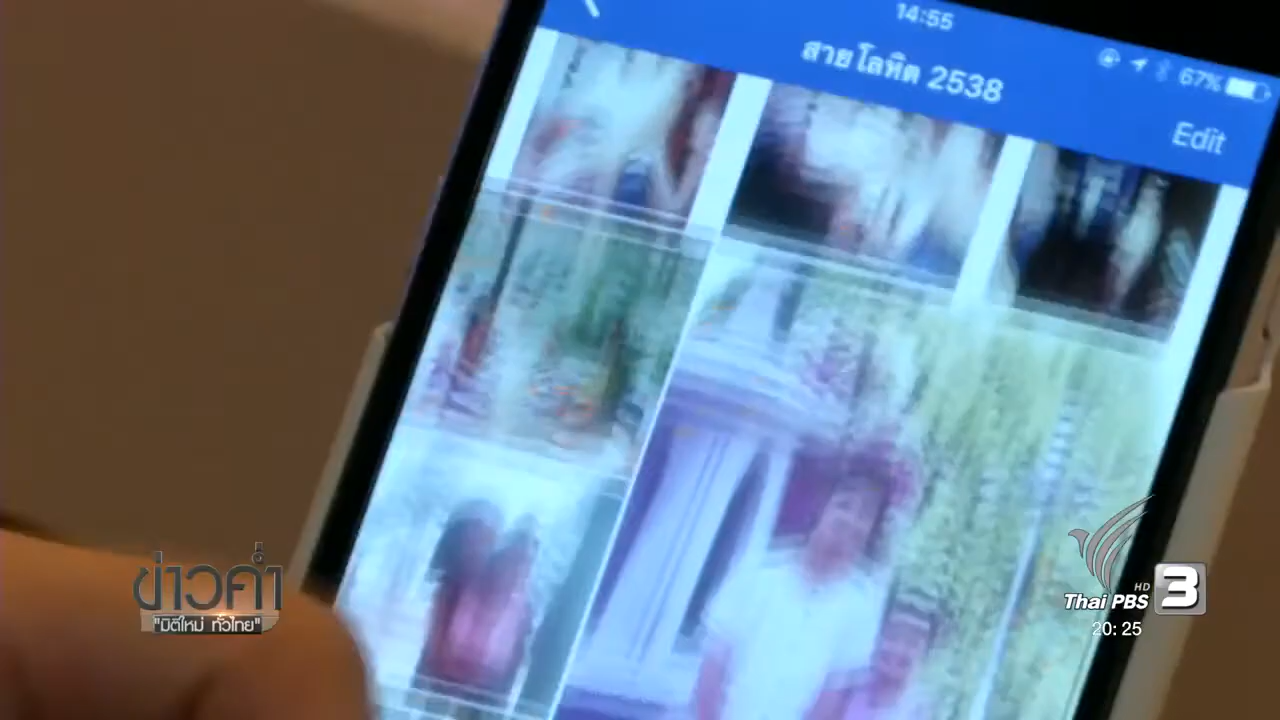 14:55
สายโลหิต 2538
67%
Edit
ข่าวค่ำ
"มิติใหม่ ทั่วไทย"
HD
Thai PBS 3
20:25